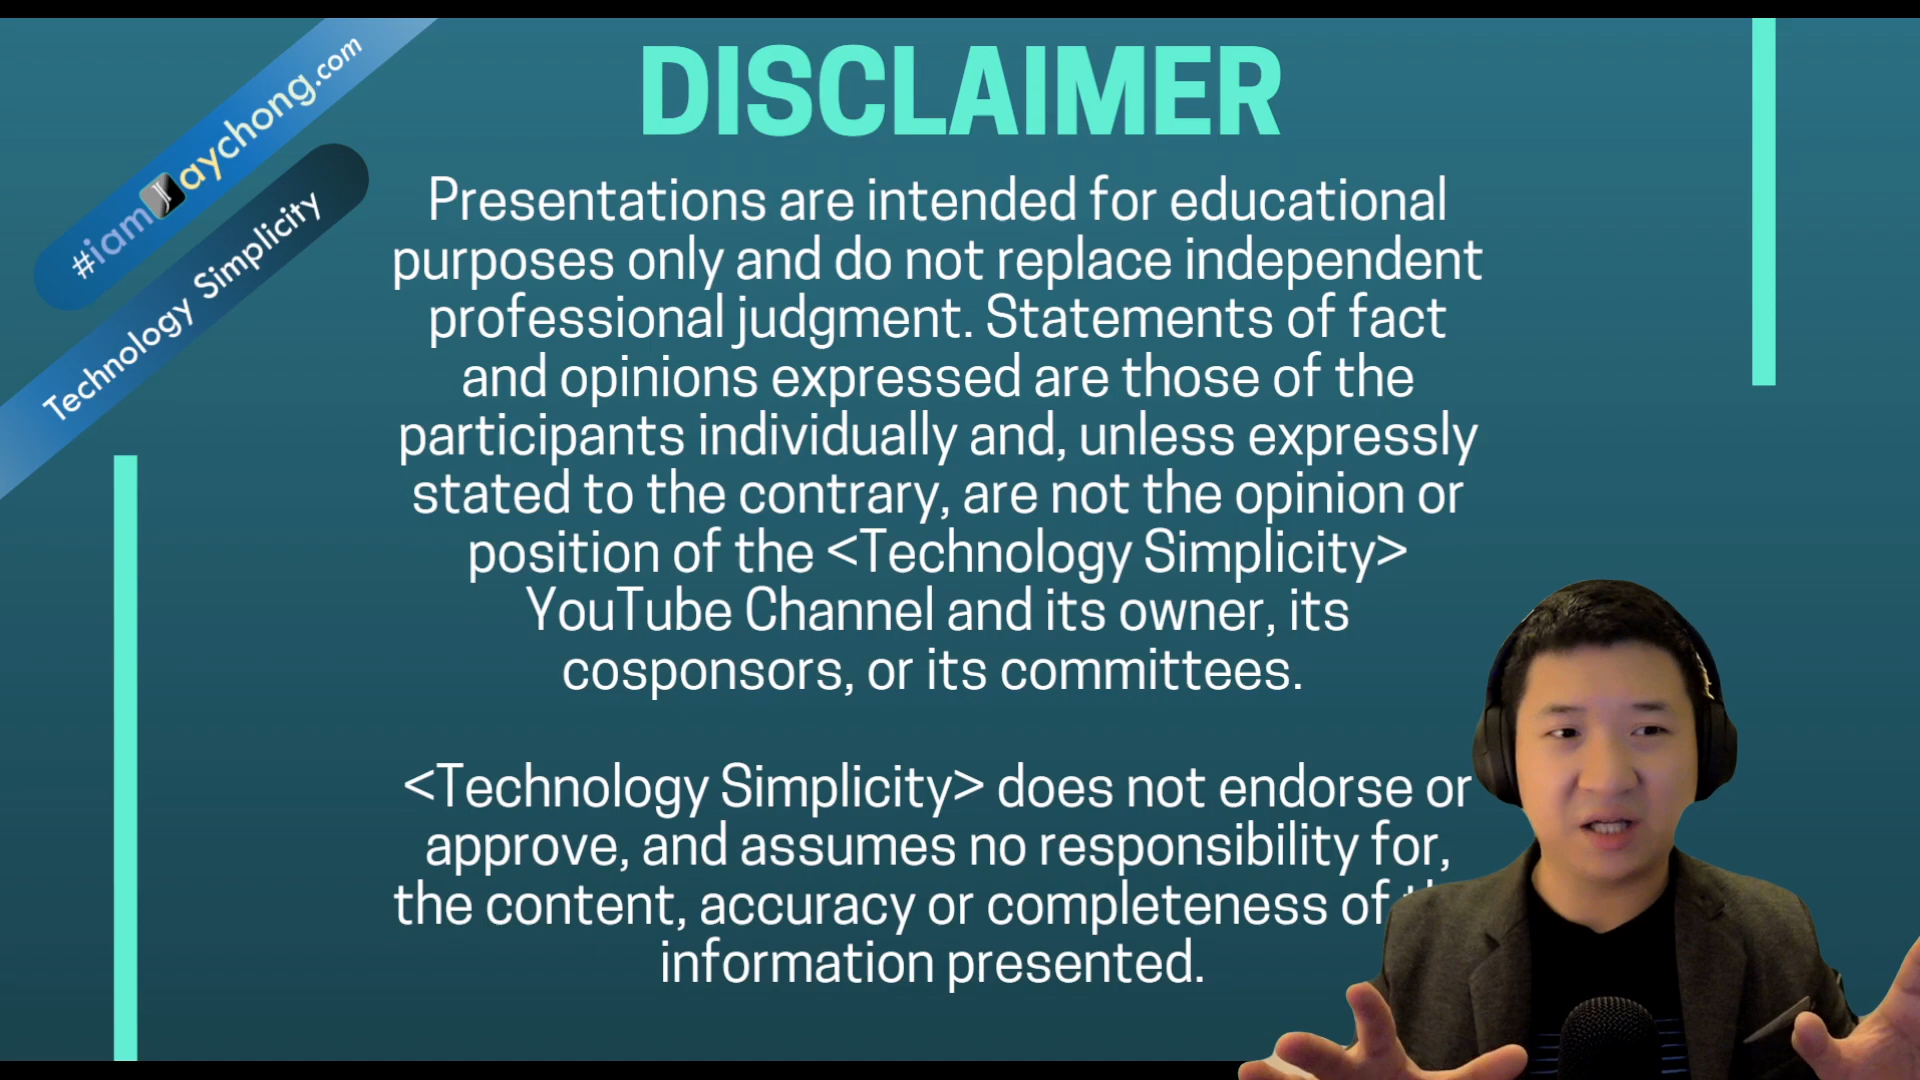 #iamJaychong.com
Technology Simplicity
DISCLAIMER
Presentations are intended for educational
purposes only and do not replace independent
professional judgment. Statements of fact
and opinions expressed are those of the
participants individually and, unless expressly
stated to the contrary, are not the opinion or
position of the <Technology Simplicity>
YouTube Channel and its owner, its
cosponsors, or its committees.
<Technology Simplicity> does not endorse or
approve, and assumes no responsibility for,
the content, accuracy or completeness of
information presented.